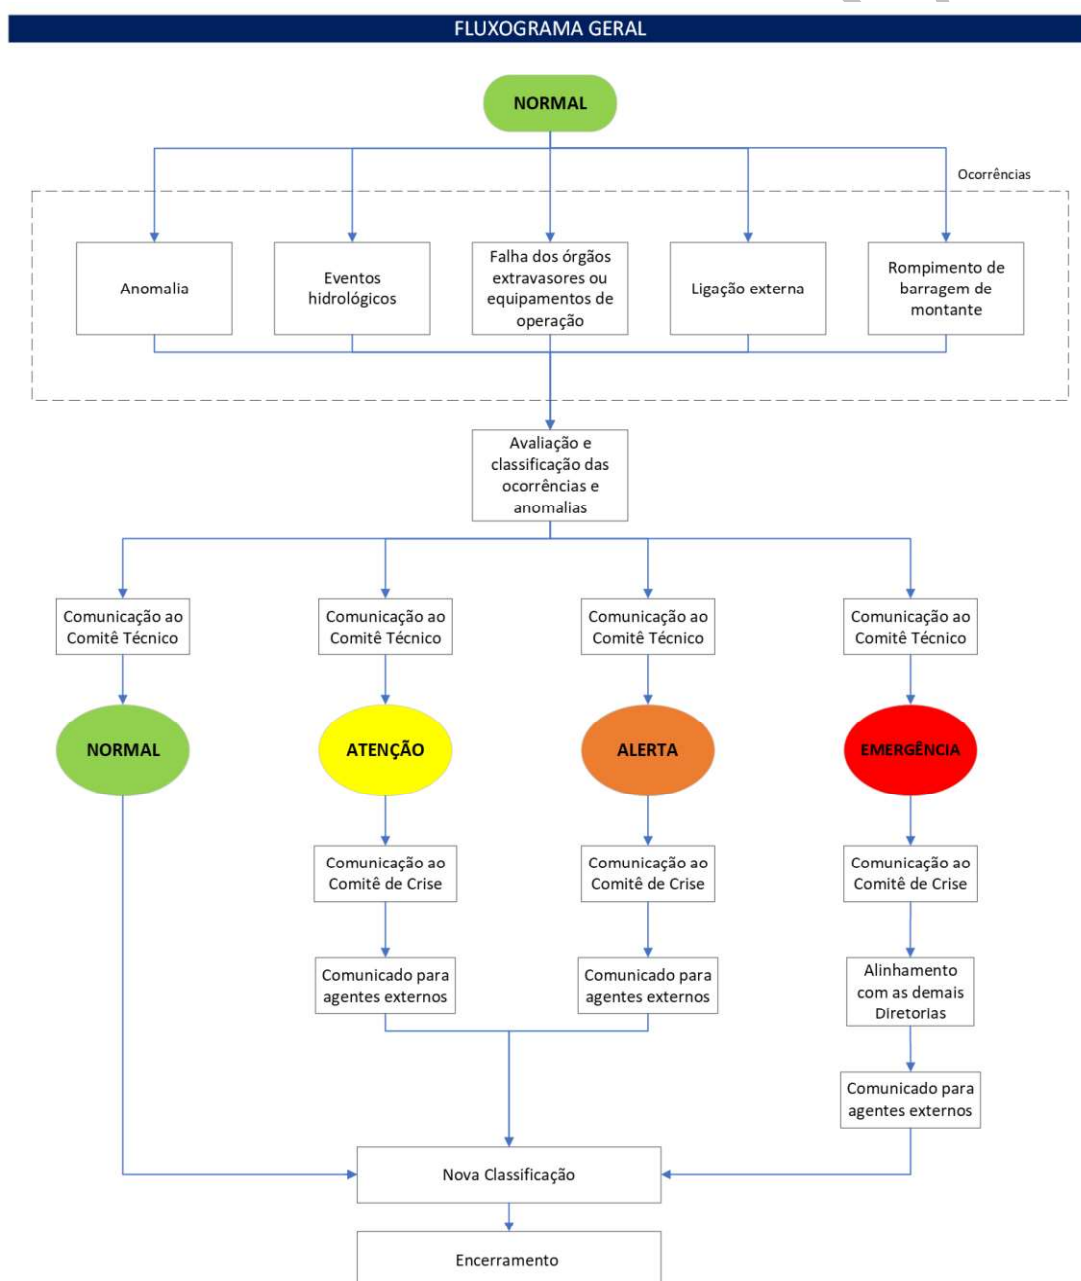 FLUXOGRAMA GERAL
NORMAL
Ocorrências
Anomalia
Eventos
hidrológicos
Falha dos órgãos
extravasores ou
equipamentos de
operação
Ligação externa
Rompimento de
barragem de
montante
Avaliação e
classificação das
ocorrências e
anomalias
Comunicação ao
Comitê Técnico
Comunicação ao
Comitê Técnico
Comunicação ao
Comitê Técnico
Comunicação ao
Comitê Técnico
NORMAL
ATENÇÃO
ALERTA
EMERGÊNCIA
Comunicação ao
Comitê de Crise
Comunicação ao
Comitê de Crise
Comunicação ao
Comitê de Crise
Comunicado para
agentes externos
Comunicado para
agentes externos
Alinhamento
com as demais
Diretorias
Comunicado para
agentes externos
Nova Classificação
Encerramento